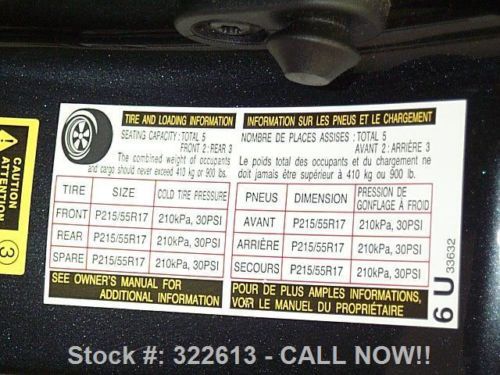 TIRE AND LOADING INFORMATION
SEATING CAPACITY : TOTAL 5
FRONT 2 : REAR 3
The combined weight of occupants
and cargo should never exceed 410 kg or 900 lbs.
TIRE SIZE COLD TIRE PRESSURE
FRONT P215/55R17 210kPa, 30PSI
REAR P215/55R17 210kPa, 30PSI
SPARE P215/55R17 210kPa, 30PSI
SEE OWNER'S MANUAL FOR
ADDITIONAL INFORMATION
INFORMATION SUR LES PNEUS ET LE CHARGEMENT
NOMBRE DE PLACES ASSISES : TOTAL 5
AVANT 2 : ARRIÈRE 3
Le poids total des occupants et du chargement ne
doit jamais être supérieur à 410 kg ou 900 lb.
PNEUS DIMENSION PRESSION DE
GONFLAGE À FROID
AVANT P215/55R17 210kPa, 30PSI
ARRIÈRE P215/55R17 210kPa, 30PSI
SECOURS P215/55R17 210kPa, 30PSI
POUR DE PLUS AMPLES INFORMATIONS,
VOIR LE MANUEL DU PROPRIÉTAIRE
6 U 33632
CAUTION
ATTENTION
3
Stock #: 322613 - CALL NOW!!